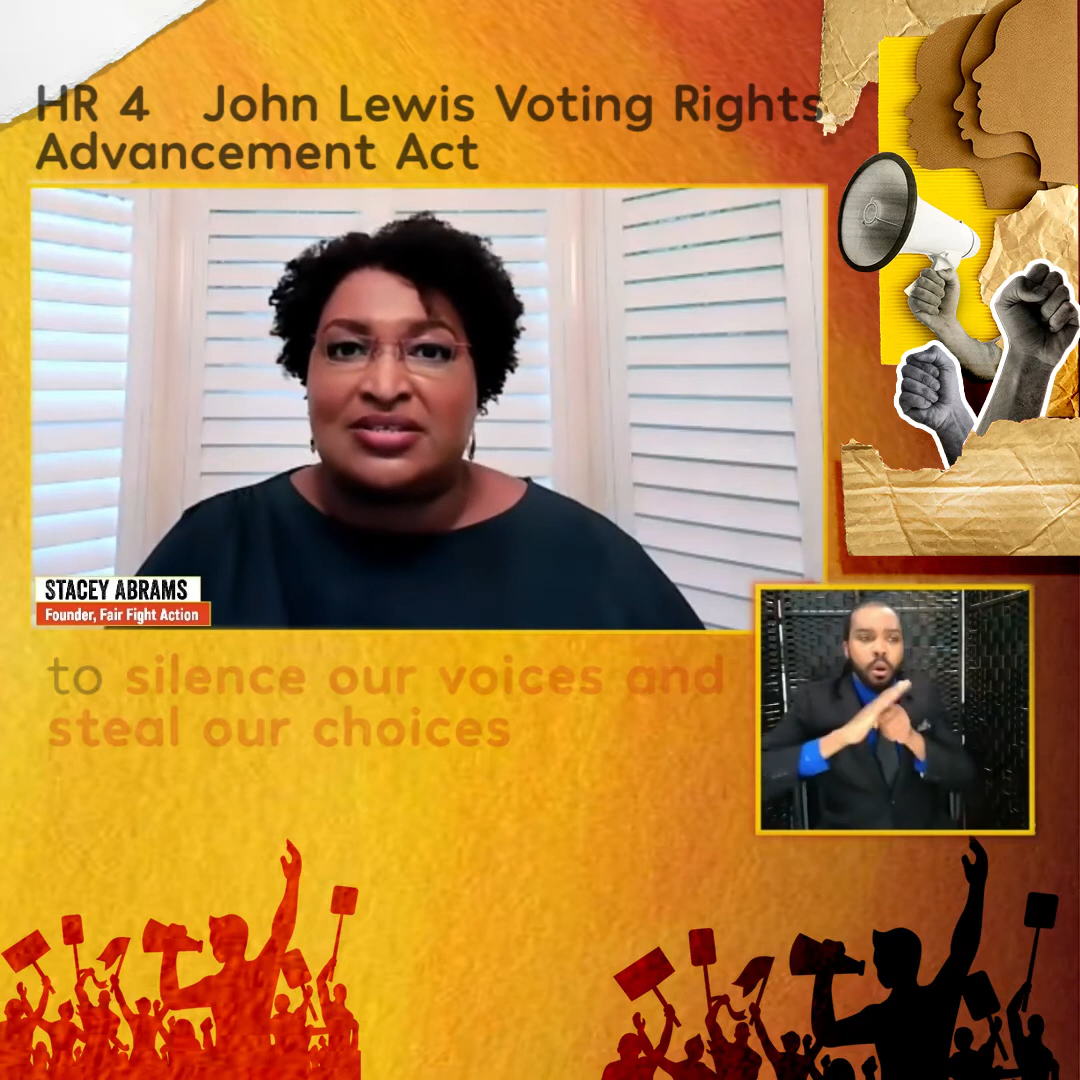 HR 4 John Lewis Voting Rights
Advancement Act
STACEY ABRAMS
Founder, Fair Fight Action
to silence our voices and
steal our choices